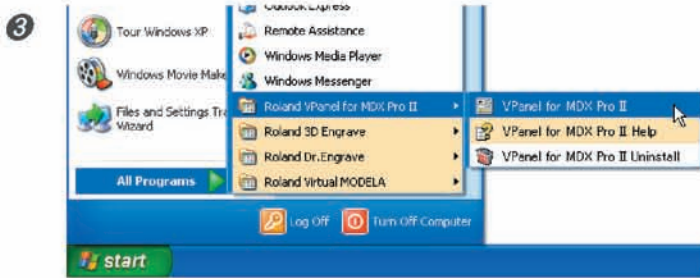 3
Outlook Express
Tour Windows XP
Remote Assistance
Windows Media Player
Windows Movie Make
Windows Messenger
Files and Settings Tra
Wizard
Roland VPanel for MDX Pro II
Roland 3D Engrave
Roland Dr.Engrave
Roland Virtual MODELA
VPanel for MDX Pro II
VPanel for MDX Pro II Help
VPanel for MDX Pro II Uninstall
All Programs
Log Off
Turn Off Computer
start